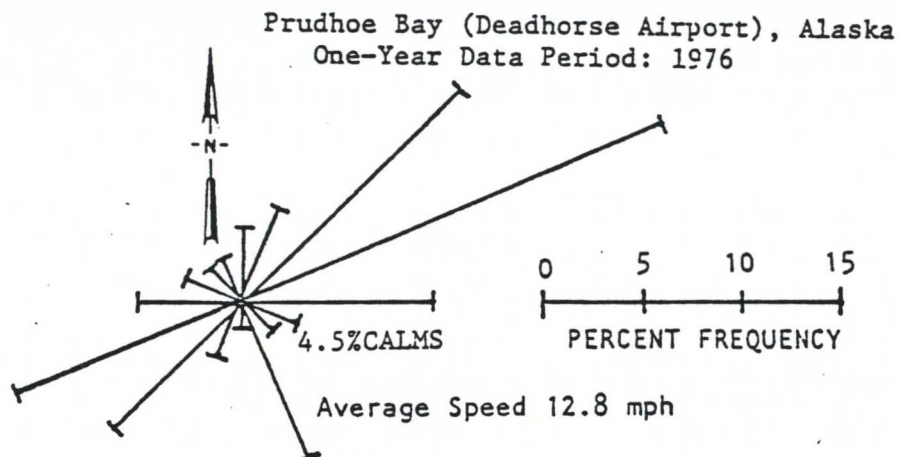 Prudhoe Bay (Deadhorse Airport), Alaska
One-Year Data Period: 1976
-N-
0 5 10 15
4.5%CALMS
PERCENT FREQUENCY
Average Speed 12.8 mph